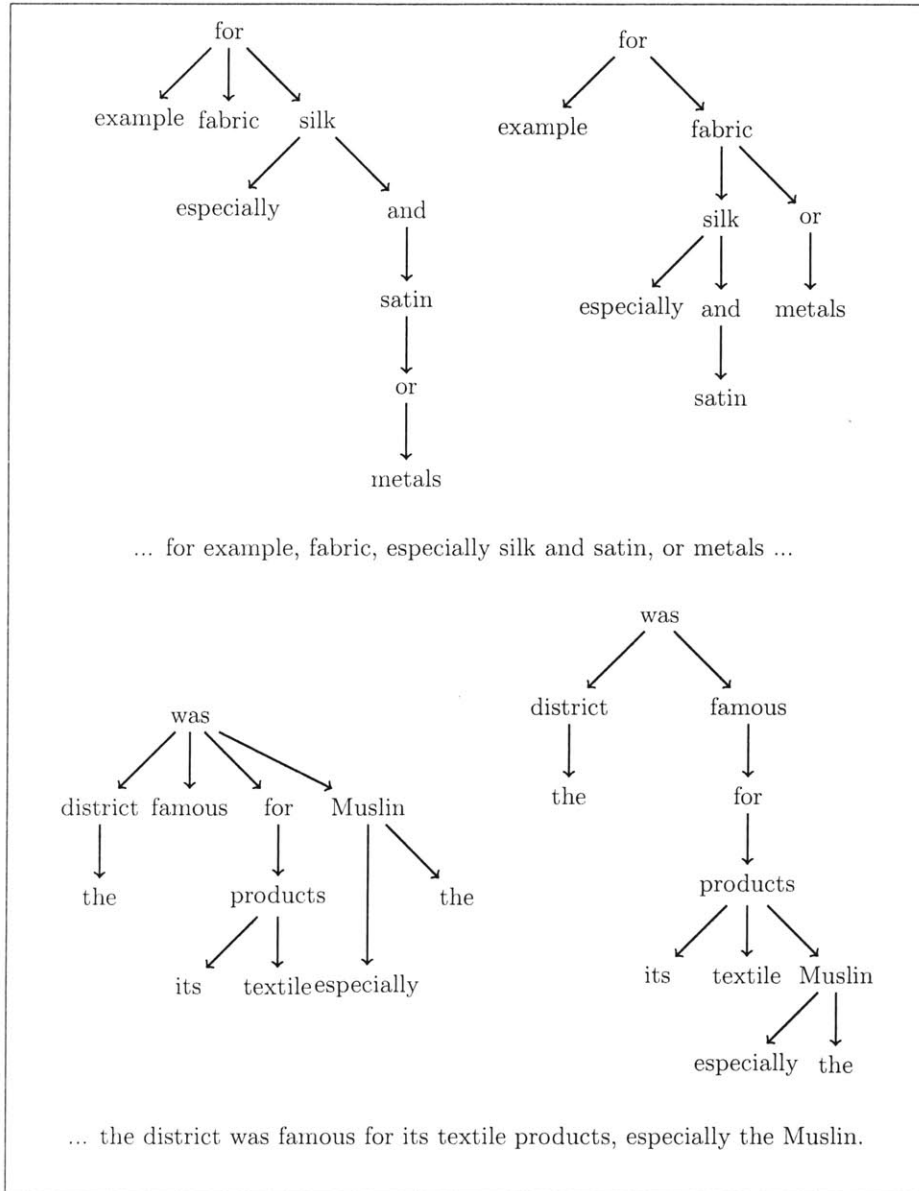 for
for
example fabric silk
example fabric
especially and
silk or
satin
especially and metals
or
satin
metals
... for example, fabric, especially silk and satin, or metals ...
was
was
district famous
district famous for Muslin
the for
the products the
products
its textile especially
its textile Muslin
especially the
... the district was famous for its textile products, especially the Muslin.